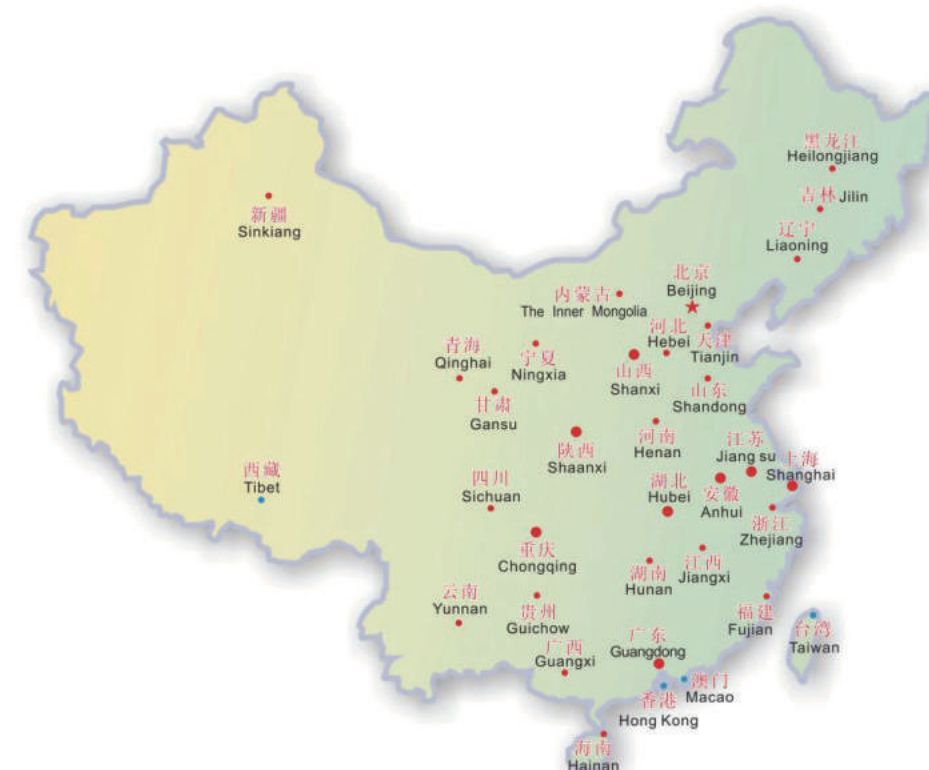 黑龙江
Heilongjiang
吉林 Jilin
辽宁
Liaoning
新疆
Sinkiang
北京
Beijing
内蒙古
The Inner Mongolia
河北
Hebei
天津
Tianjin
青海
Qinghai
宁夏
Ningxia
山西
Shanxi
山东
Shandong
甘肃
Gansu
陕西
Shaanxi
河南
Henan
江苏
Jiang su
上海
Shanghai
西藏
Tibet
四川
Sichuan
湖北
Hubei
安徽
Anhui
浙江
Zhejiang
重庆
Chongqing
湖南
Hunan
江西
Jiangxi
云南
Yunnan
贵州
Guichow
福建
Fujian
台湾
Taiwan
广西
Guangxi
广东
Guangdong
澳门
Macao
香港
Hong Kong
海南
Hainan